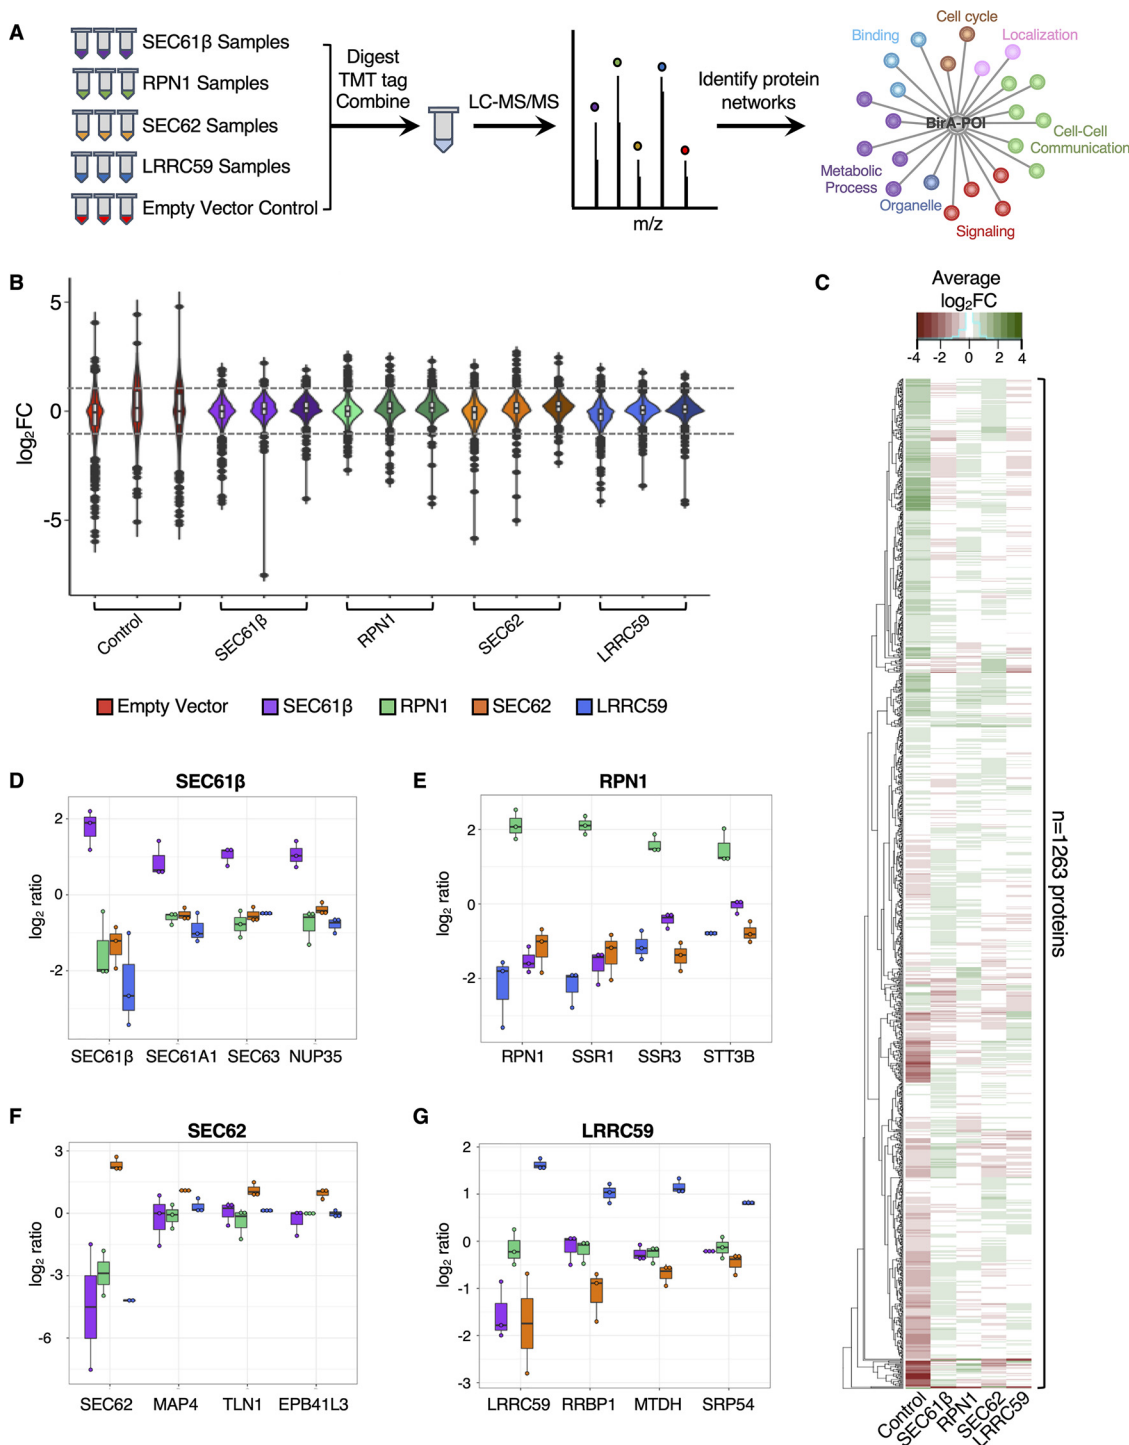 A
SEC61β Samples
RPN1 Samples
SEC62 Samples
LRRC59 Samples
Empty Vector Control
Digest
TMT tag
Combine
LC-MS/MS
m/z
Identify protein
networks
Cell cycle
Binding
Localization
BirA-POI
Cell-Cell
Communication
Metabolic
Process
Organelle
Signaling
B
log₂FC
5
0
-5
Control
SEC61β
RPN1
SEC62
LRRC59
Empty Vector
SEC61β
RPN1
SEC62
LRRC59
C
Average
log₂FC
-4 -2 0 2 4
n=1263 proteins
Control
SEC61β
RPN1
SEC62
LRRC59
D
SEC61β
log₂ ratio
2
0
-2
SEC61β SEC61A1 SEC63 NUP35
E
RPN1
log₂ ratio
2
0
-2
RPN1 SSR1 SSR3 STT3B
F
SEC62
log₂ ratio
3
0
-3
-6
SEC62 MAP4 TLN1 EPB41L3
G
LRRC59
log₂ ratio
2
1
0
-1
-2
-3
LRRC59 RRBP1 MTDH SRP54